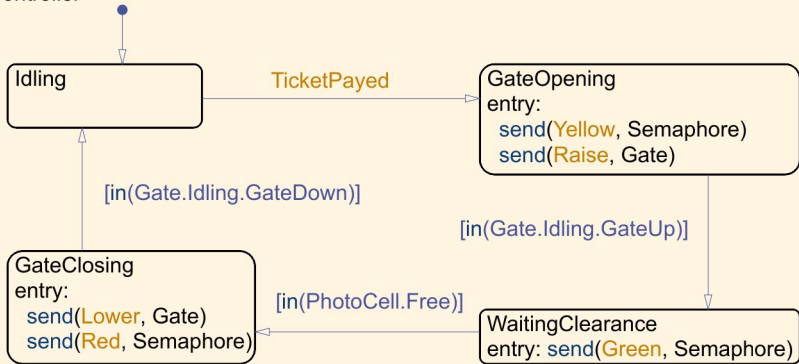 Idling
TicketPayed
GateOpening
entry:
send(Yellow, Semaphore)
send(Raise, Gate)
[in(Gate.Idling.GateDown)]
[in(Gate.Idling.GateUp)]
GateClosing
entry:
send(Lower, Gate)
send(Red, Semaphore)
[in(PhotoCell.Free)]
WaitingClearance
entry: send(Green, Semaphore)